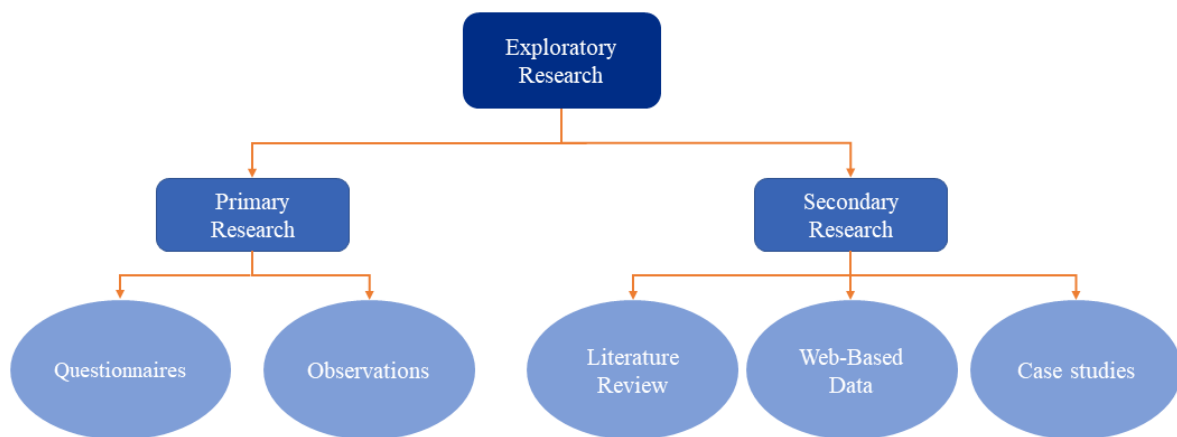 Exploratory
Research
Primary
Research
Secondary
Research
Questionnaires
Observations
Literature
Review
Web-Based
Data
Case studies